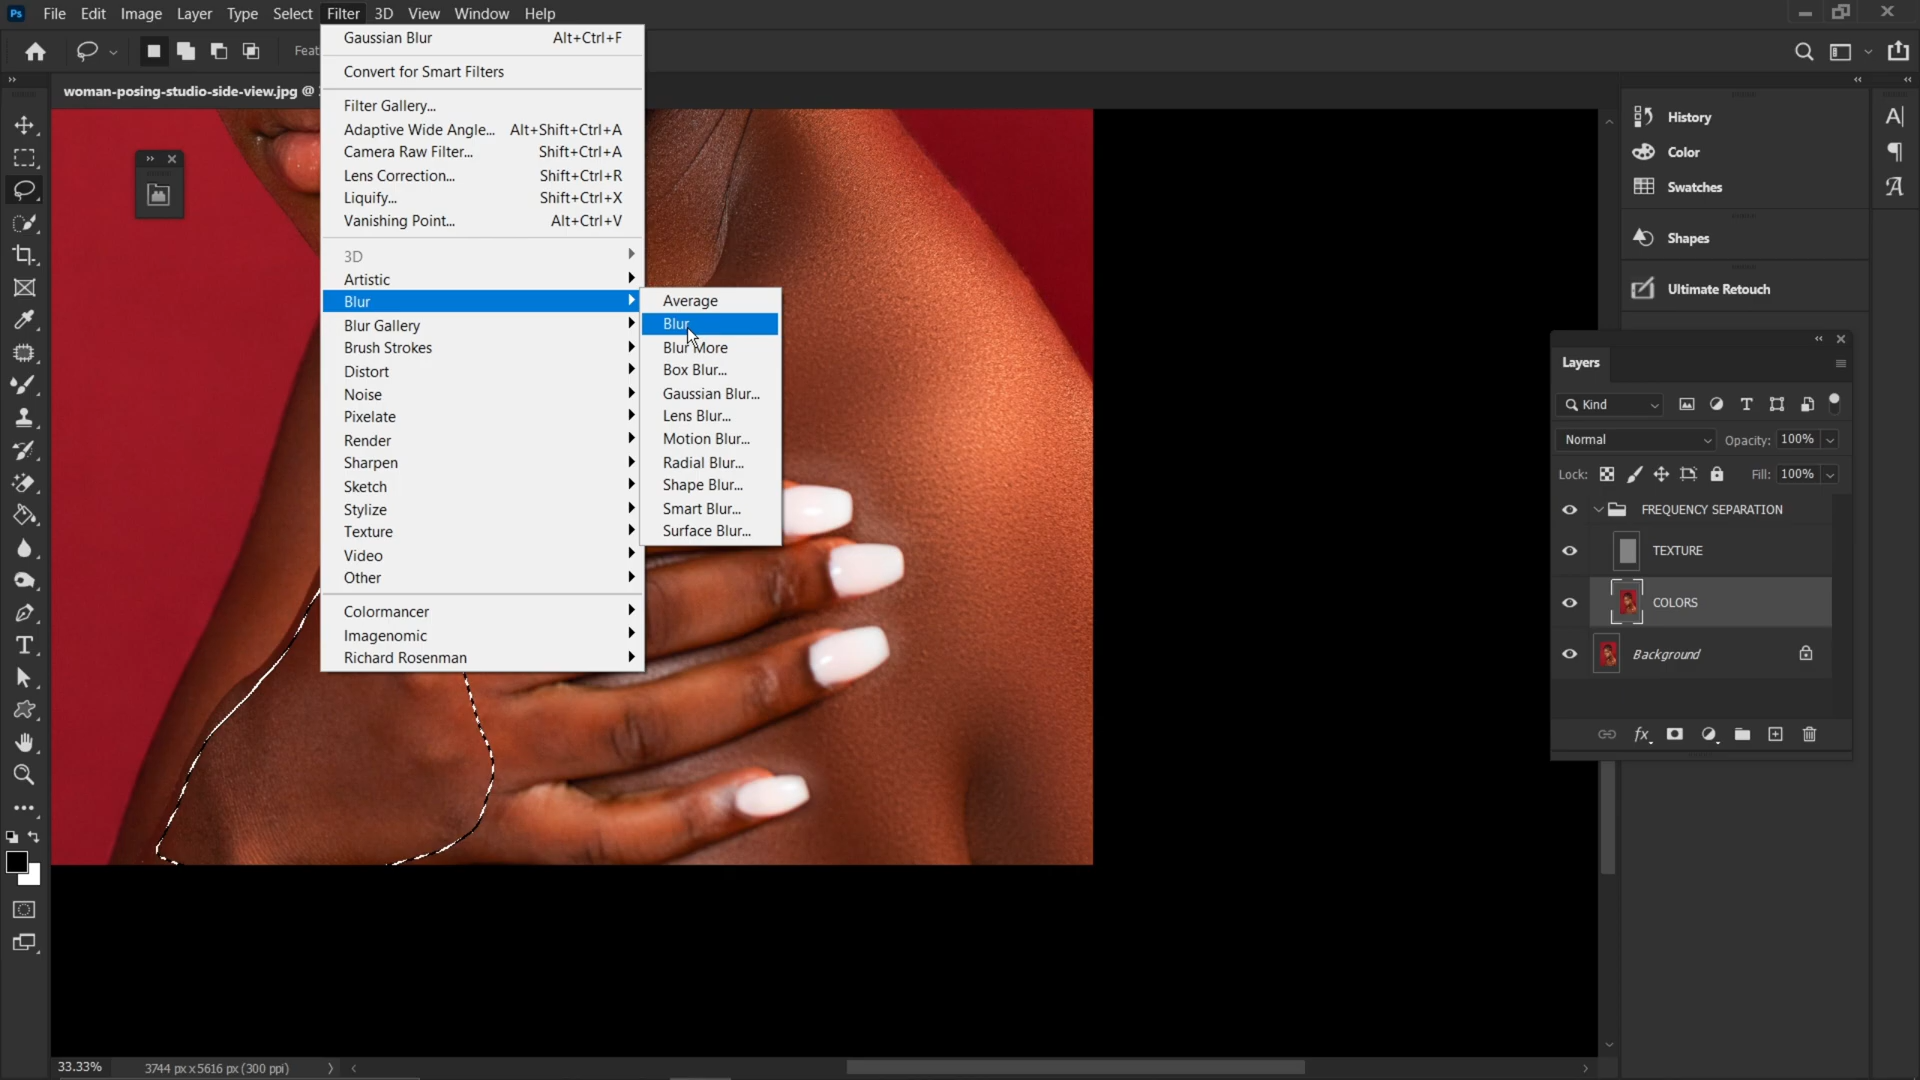 Ps File Edit Image Layer Type Select Filter 3D View Window Help
Feat
woman-posing-studio-side-view.jpg @
Gaussian Blur Alt+Ctrl+F
Convert for Smart Filters
Filter Gallery...
Adaptive Wide Angle... Alt+Shift+Ctrl+A
Camera Raw Filter... Shift+Ctrl+A
Lens Correction... Shift+Ctrl+R
Liquify... Shift+Ctrl+X
Vanishing Point... Alt+Ctrl+V
3D
Artistic
Blur
Blur Gallery
Brush Strokes
Distort
Noise
Pixelate
Render
Sharpen
Sketch
Stylize
Texture
Video
Other
Colormancer
Imagenomic
Richard Rosenman
Average
Blur
Blur More
Box Blur...
Gaussian Blur...
Lens Blur...
Motion Blur...
Radial Blur...
Shape Blur...
Smart Blur...
Surface Blur...
History
Color
Swatches
Shapes
Ultimate Retouch
Layers
Kind
Normal Opacity: 100%
Lock: Fill: 100%
FREQUENCY SEPARATION
TEXTURE
COLORS
Background
33.33% 3744 px x 5616 px (300 ppi)